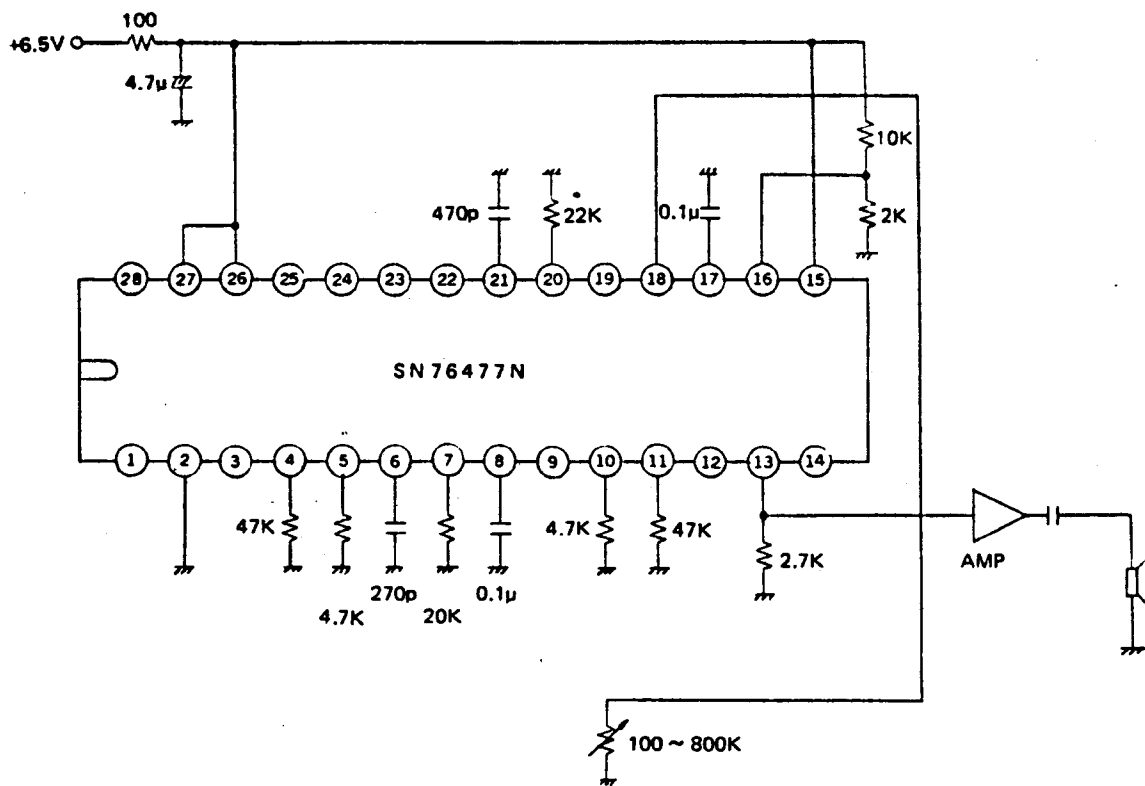 100
+6.5V
4.7μ
10K
470p
22K
0.1μ
2K
28 27 26 25 24 23 22 21 20 19 18 17 16 15
SN76477N
1 2 3 4 5 6 7 8 9 10 11 12 13 14
47K
4.7K
47K
2.7K
AMP
270p
0.1μ
4.7K
20K
100 ~ 800K